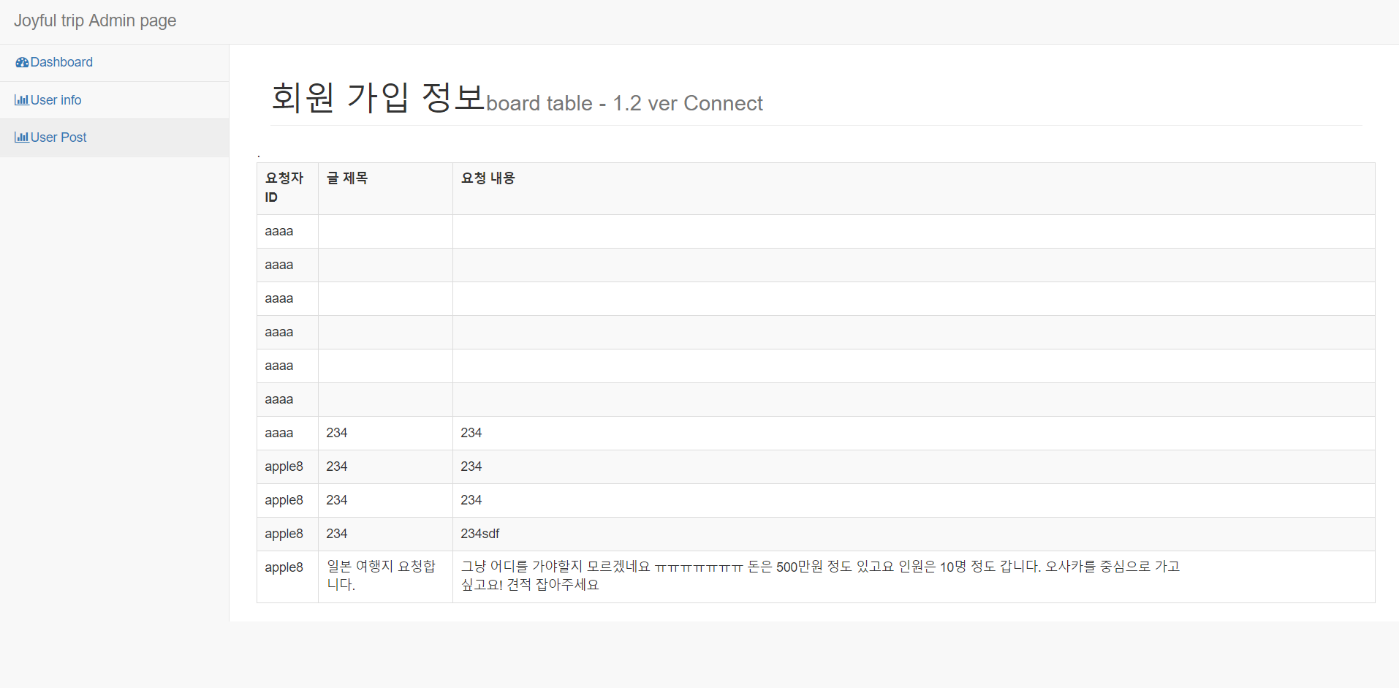 Joyful trip Admin page
Dashboard
User Info
User Post
회원 가입 정보board table - 1.2 ver Connect
.
요청자 ID 글 제목 요청 내용
aaaa
aaaa
aaaa
aaaa
aaaa
aaaa
aaaa 234 234
apple8 234 234
apple8 234 234
apple8 234 234sdf
apple8 일본 여행지 요청합니다. 그냥 어디를 가야할지 모르겠네요 ㅠㅠㅠㅠㅠㅠㅠ 돈은 500만원 정도 있고요 인원은 10명 정도 갑니다. 오사카를 중심으로 가고
싶고요! 견적 잡아주세요